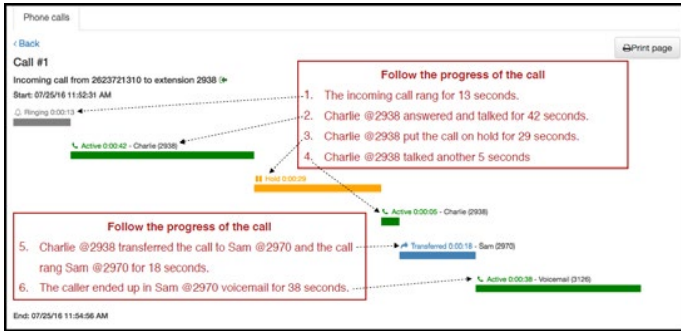 Phone calls
‹ Back
Print page
Call #1
Incoming call from 2623721310 to extension 2938
Start: 07/25/16 11:52:31 AM
Ringing 0:00:13
Active 0:00:42 - Charlie (2938)
Hold 0:00:29
Active 0:00:05 - Charlie (2938)
Transferred 0:00:18 - Sam (2970)
Active 0:00:38 - Voicemail (3126)
Follow the progress of the call
1. The incoming call rang for 13 seconds.
2. Charlie @2938 answered and talked for 42 seconds.
3. Charlie @2938 put the call on hold for 29 seconds.
4. Charlie @2938 talked another 5 seconds
Follow the progress of the call
5. Charlie @2938 transferred the call to Sam @2970 and the call
rang Sam @2970 for 18 seconds.
6. The caller ended up in Sam @2970 voicemail for 38 seconds.
End: 07/25/16 11:54:56 AM